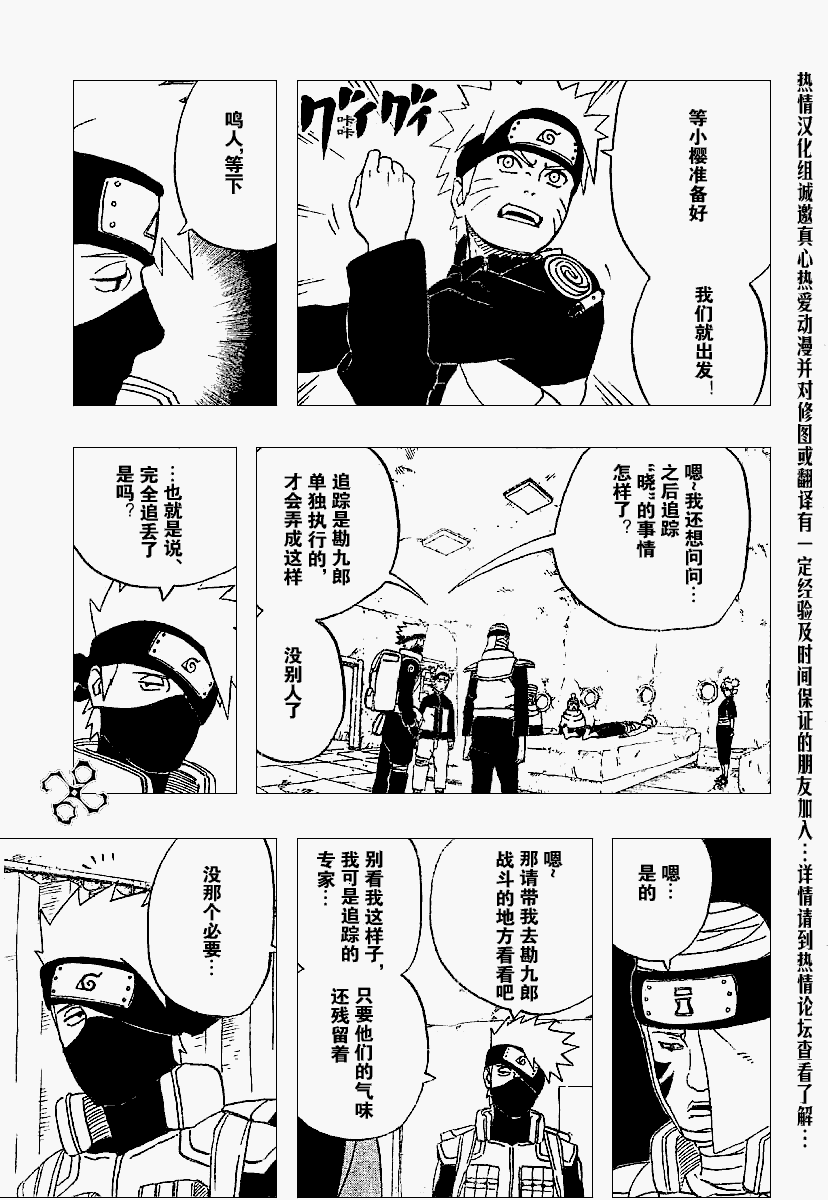 等小樱准备好
我们就出发！
グイグイ
咔
咔
鸣人，等下
嗯~我还想问问…
之后追踪
“晓”的事情
怎样了？
追踪是勘九郎
单独执行的，
才会弄成这样
没别人了
…也就是说、
完全追丢了
是吗？
嗯…
是的
嗯~
那请带我去勘九郎
战斗的地方看看吧
别看我这样子，
我可是追踪的
专家…
只要他们的气味
还残留着
没那个必要…
热情汉化组诚邀真心热爱动漫并对修图或翻译有一定经验及时间保证的朋友加入…详情请到热情论坛查看了解…